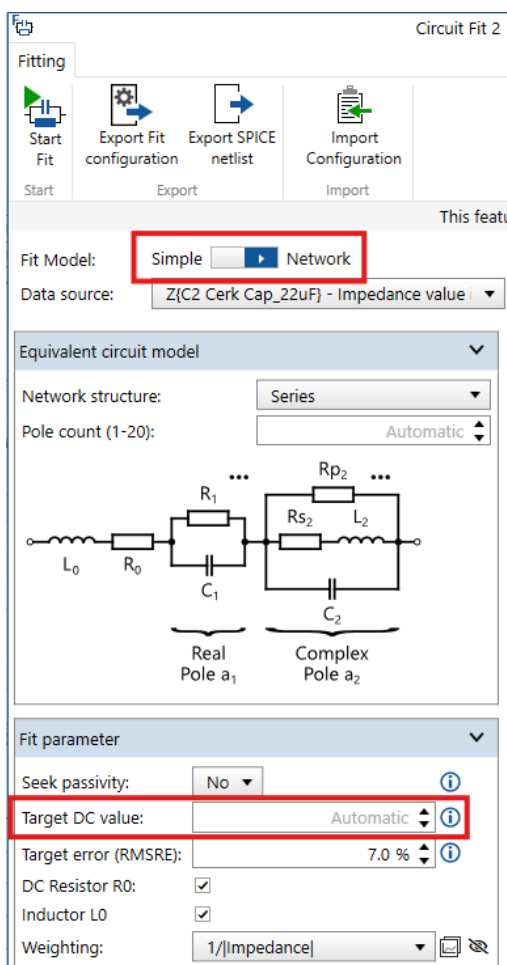 Circuit Fit 2
Fitting
Start Fit
Export Fit configuration
Export SPICE netlist
Import Configuration
Start
Export
Import
This featu
Fit Model: Simple Network
Data source: Z{C2 Cerk Cap_22uF} - Impedance value
Equivalent circuit model
Network structure: Series
Pole count (1-20): Automatic
... Rp2 ...
R1 Rs2 L2
L0 R0 C1
C2
Real Pole a1
Complex Pole a2
Fit parameter
Seek passivity: No
Target DC value: Automatic
Target error (RMSRE): 7.0 %
DC Resistor R0:
Inductor L0
Weighting: 1/|Impedance|